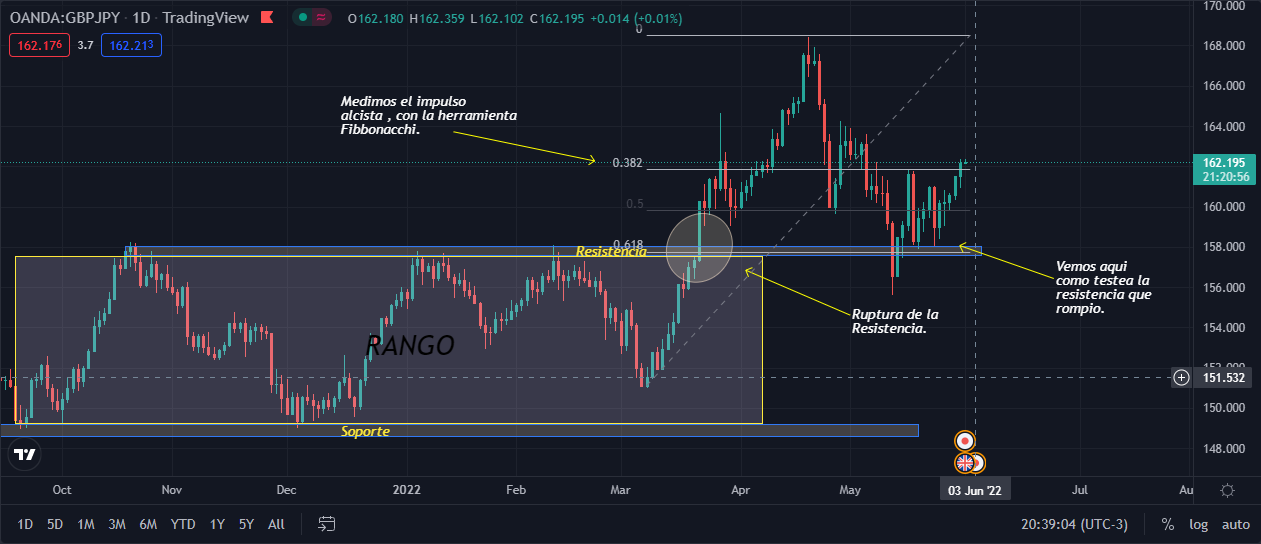 OANDA:GBPJPY · 1D · TradingView
O162.180 H162.359 L162.102 C162.195 +0.014 (+0.01%)
162.176 3.7 162.213
170.000
168.000
166.000
164.000
162.195
21:20:56
160.000
158.000
156.000
154.000
151.532
150.000
148.000
0
0.382
0.5
0.618
Medimos el impulso
alcista , con la herramienta
Fibbonacchi.
Resistencia
Vemos aqui
como testea la
resistencia que
rompio.
Ruptura de la
Resistencia.
RANGO
Soporte
Oct Nov Dec 2022 Feb Mar Apr May 03 Jun '22 Jul Au
1D 5D 1M 3M 6M YTD 1Y 5Y All
20:39:04 (UTC-3) % log auto